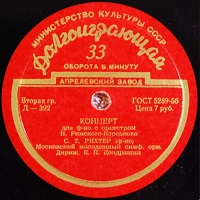 МИНИСТЕРСТВО КУЛЬТУРЫ СССР
Долгоиграющая
33
ОБОРОТА В МИНУТУ
АПРЕЛЕВСКИЙ ЗАВОД
Вторая гр.
Д—392
ГОСТ 5289-56
Цена 7 руб.
КОНЦЕРТ
для ф-но с оркестром
Н. Римского-Корсакова
С. Т. РИХТЕР (ф-но)
Московский молодежный симф. орк.
Дириж. К. П. Кондрашин